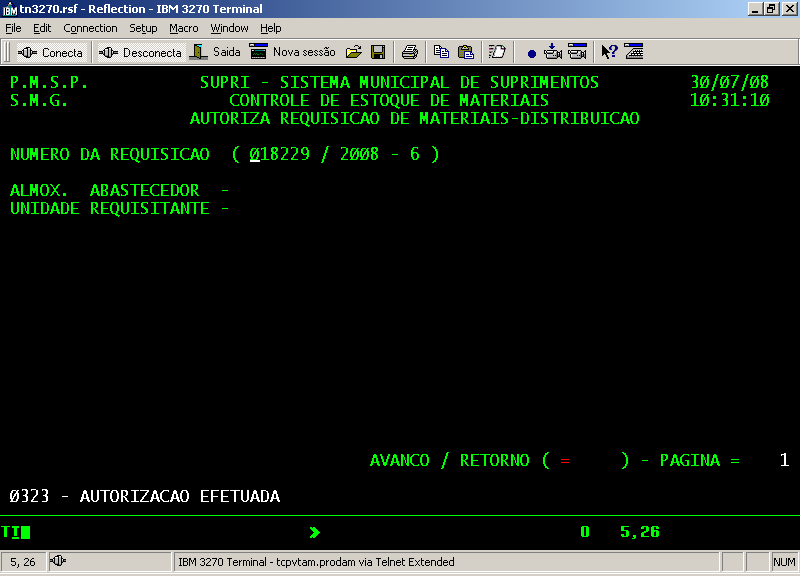 tn3270.rsf - Reflection - IBM 3270 Terminal
File Edit Connection Setup Macro Window Help
Conecta Desconecta Saida Nova sessão
P.M.S.P. SUPRI - SISTEMA MUNICIPAL DE SUPRIMENTOS 30/07/08
S.M.G. CONTROLE DE ESTOQUE DE MATERIAIS 10:31:10
AUTORIZA REQUISICAO DE MATERIAIS-DISTRIBUICAO
NUMERO DA REQUISICAO ( 018229 / 2008 - 6 )
ALMOX. ABASTECEDOR -
UNIDADE REQUISITANTE -
AVANCO / RETORNO ( = ) - PAGINA = 1
0323 - AUTORIZACAO EFETUADA
O 5,26
5, 26 IBM 3270 Terminal - tcpvtam.prodam via Telnet Extended NUM